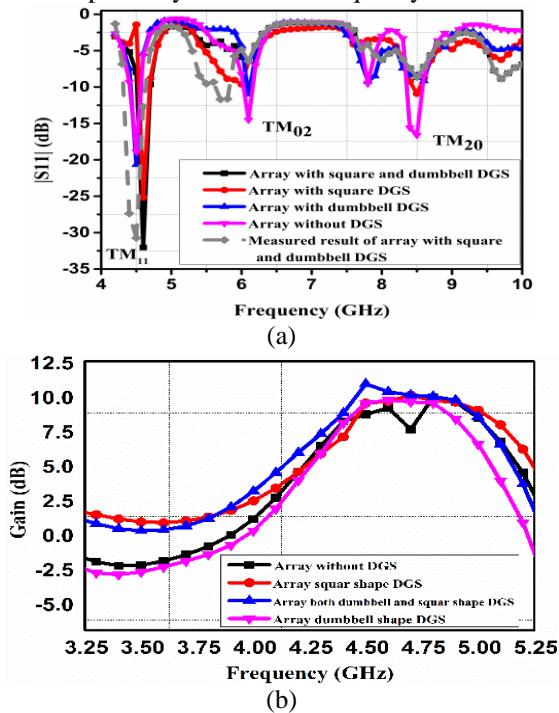 0
-5
-10
-15
-20
-25
-30
-35
|S11| (dB)
TM02
TM20
TM11
Array with square and dumbbell DGS
Array with square DGS
Array with dumbbell DGS
Array without DGS
Measured result of array with square
and dumbbell DGS
4 5 6 7 8 9 10
Frequency (GHz)
(a)
12.5
10.0
7.5
5.0
2.5
0.0
-2.5
-5.0
Gain (dB)
Array without DGS
Array squar shape DGS
Array both dumbbell and squar shape DGS
Array dumbbell shape DGS
3.25 3.50 3.75 4.00 4.25 4.50 4.75 5.00 5.25
Frequency (GHz)
(b)